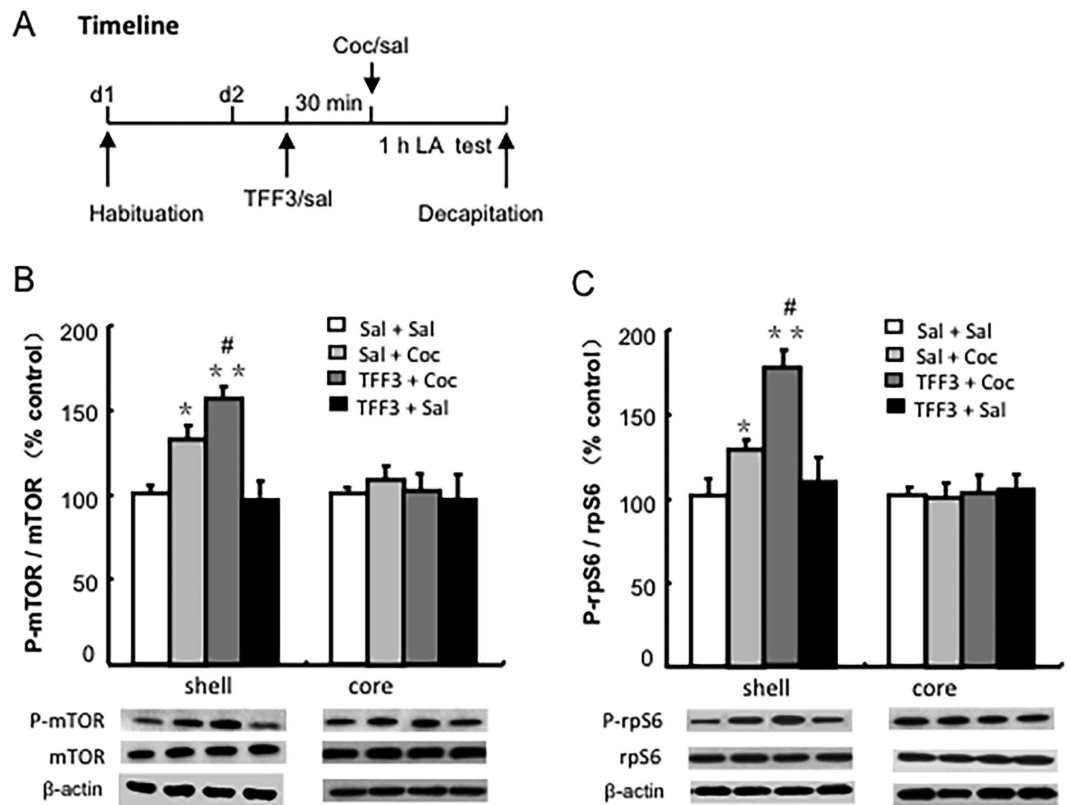 A Timeline
Coc/sal
d1 d2 30 min
1 h LA test
TFF3/sal
Habituation Decapitation
B
P-mTOR / mTOR (% control)
200
150
100
50
0
#
* *
*
Sal + Sal
Sal + Coc
TFF3 + Coc
TFF3 + Sal
shell core
P-mTOR
mTOR
β-actin
C
P-rpS6 / rpS6 (% control)
200
150
100
50
0
#
* *
*
Sal + Sal
Sal + Coc
TFF3 + Coc
TFF3 + Sal
shell core
P-rpS6
rpS6
β-actin